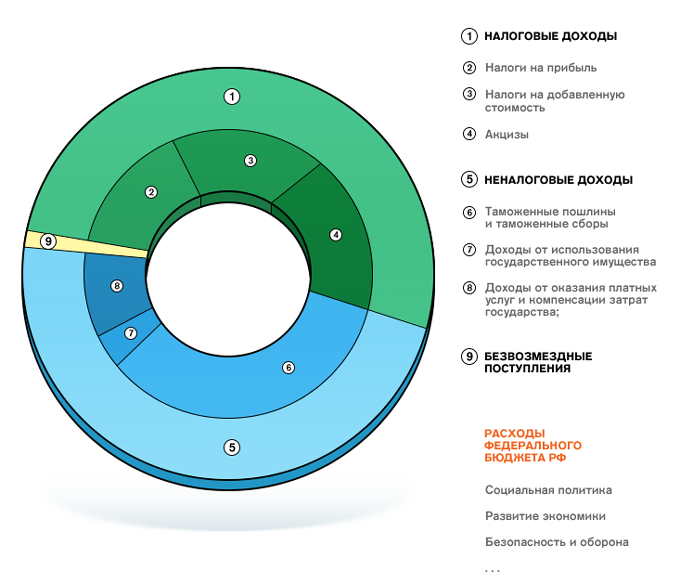 1 НАЛОГОВЫЕ ДОХОДЫ
2 Налоги на прибыль
3 Налоги на добавленную
стоимость
4 Акцизы
5 НЕНАЛОГОВЫЕ ДОХОДЫ
6 Таможенные пошлины
и таможенные сборы
7 Доходы от использования
государственного имущества
8 Доходы от оказания платных
услуг и компенсации затрат
государства;
9 БЕЗВОЗМЕЗДНЫЕ
ПОСТУПЛЕНИЯ
РАСХОДЫ
ФЕДЕРАЛЬНОГО
БЮДЖЕТА РФ
Социальная политика
Развитие экономики
Безопасность и оборона
...
1
3
2
4
9
8
7
6
5